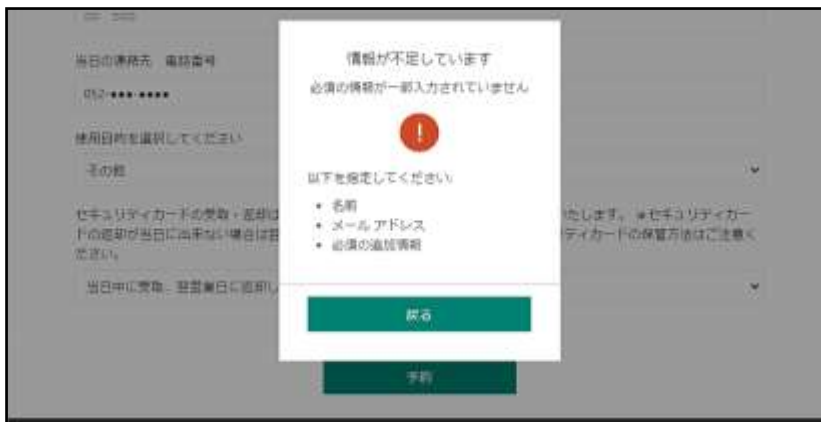 当日の連絡先 電話番号
情報が不足しています
必須の情報が一部入力されていません
052-●●●-●●●●
使用目的を選択してください
その他
以下を指定してください:
• 名前
• メール アドレス
• 必須の追加情報
セキュリティカードの受取・返却は
いたします。 ※セキュリティカー
ドの返却が当日に出来ない場合は翌
ティカードの保管方法はご注意く
ださい。
当日中に受取、翌営業日に返却し
戻る
予約